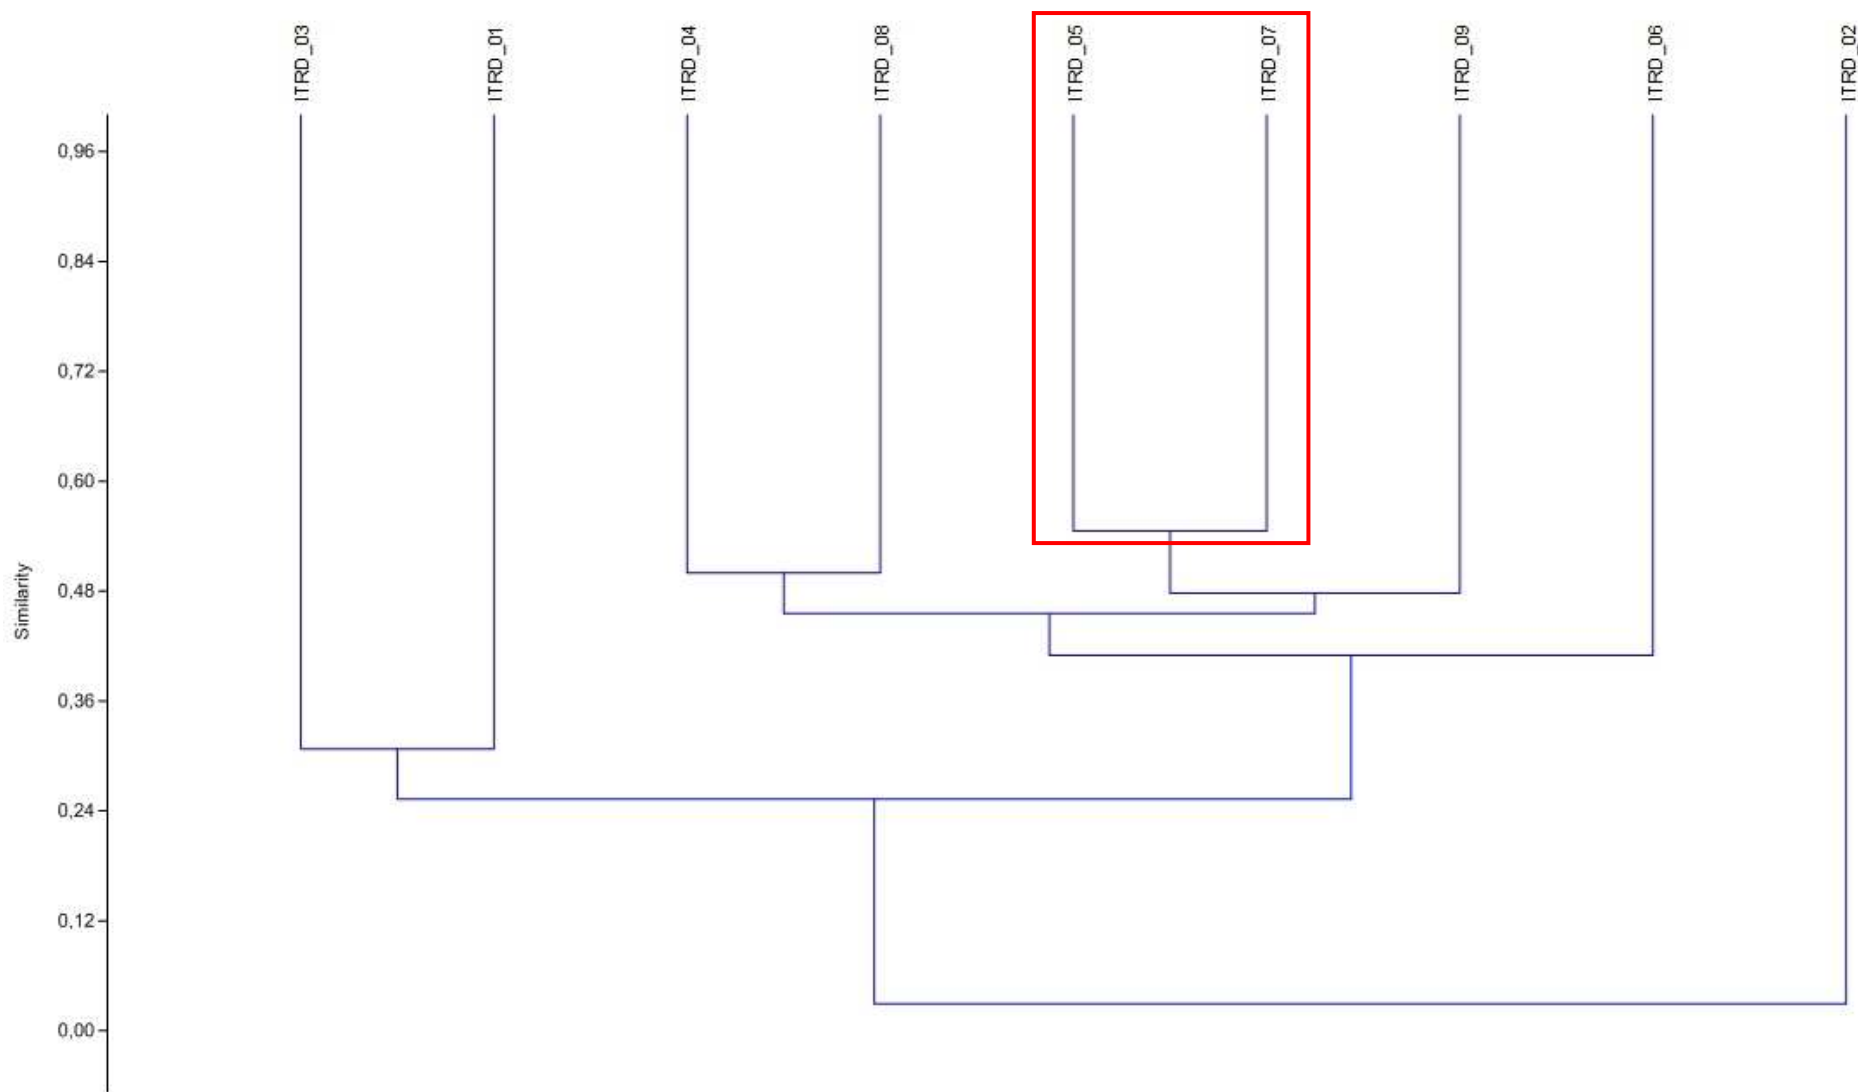 ITRD_03
ITRD_01
ITRD_04
ITRD_08
ITRD_05
ITRD_07
ITRD_09
ITRD_06
ITRD_02
0,96
0,84
0,72
0,60
0,48
0,36
0,24
0,12
0,00
Similarity